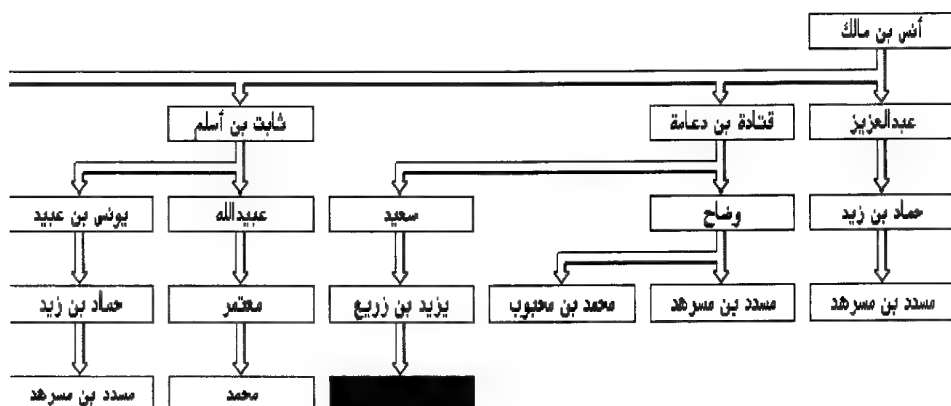 أنس بن مالك
عبدالعزيز
قتادة بن دعامة
ثابت بن أسلم
حماد بن زيد
وضاح
سعيد
عبيدالله
يونس بن عبيد
مسدد بن مسرهد
مسدد بن مسرهد
محمد بن محبوب
يزيد بن زريع
معتمر
حماد بن زيد
محمد
مسدد بن مسرهد